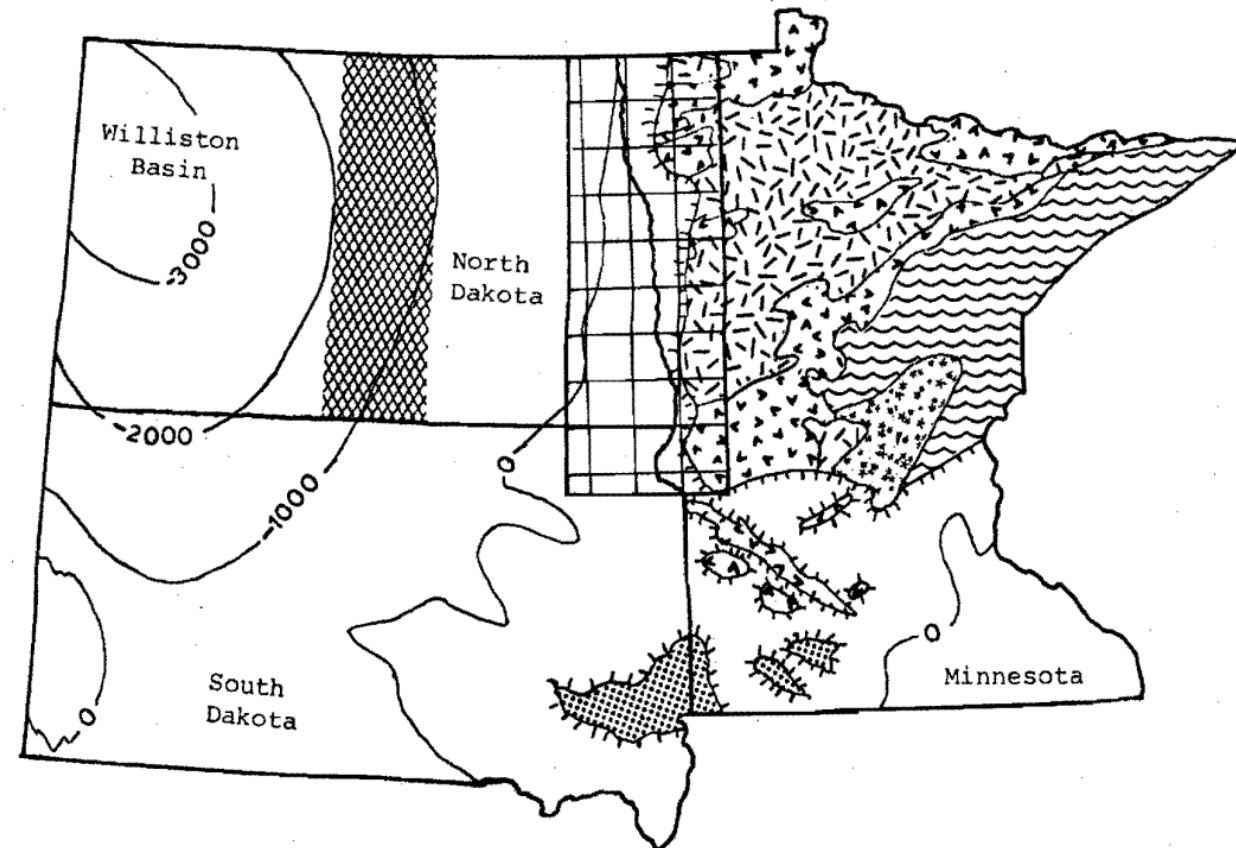 Williston
Basin
-3000
North
Dakota
-2000
0
-1000
0
South
Dakota
0
Minnesota